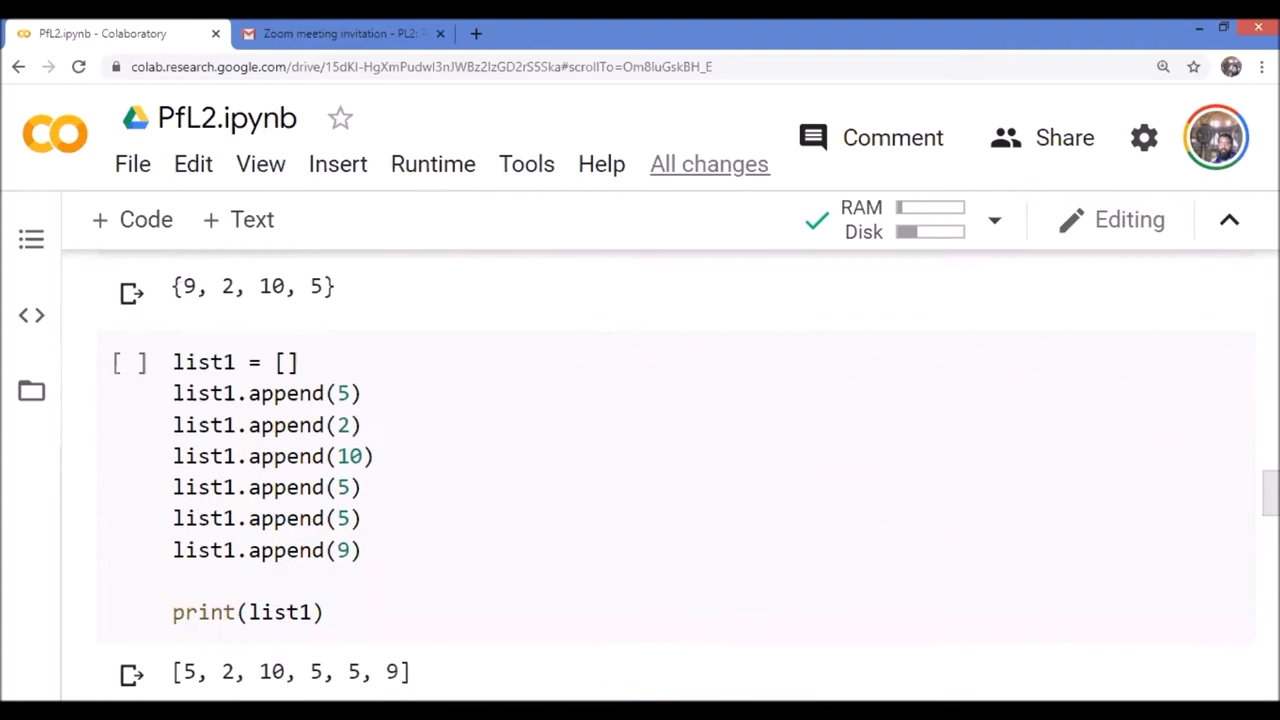 PfL2.ipynb - Colaboratory
Zoom meeting invitation - PL2:
colab.research.google.com/drive/15dKI-HgXmPudwI3nJWBz2IzGD2rS5Ska#scrollTo=Om8IuGskBH_E
PfL2.ipynb
Comment
Share
File Edit View Insert Runtime Tools Help All changes
+ Code + Text
RAM
Disk
Editing
{9, 2, 10, 5}
[ ] list1 = []
list1.append(5)
list1.append(2)
list1.append(10)
list1.append(5)
list1.append(5)
list1.append(9)
print(list1)
[5, 2, 10, 5, 5, 9]